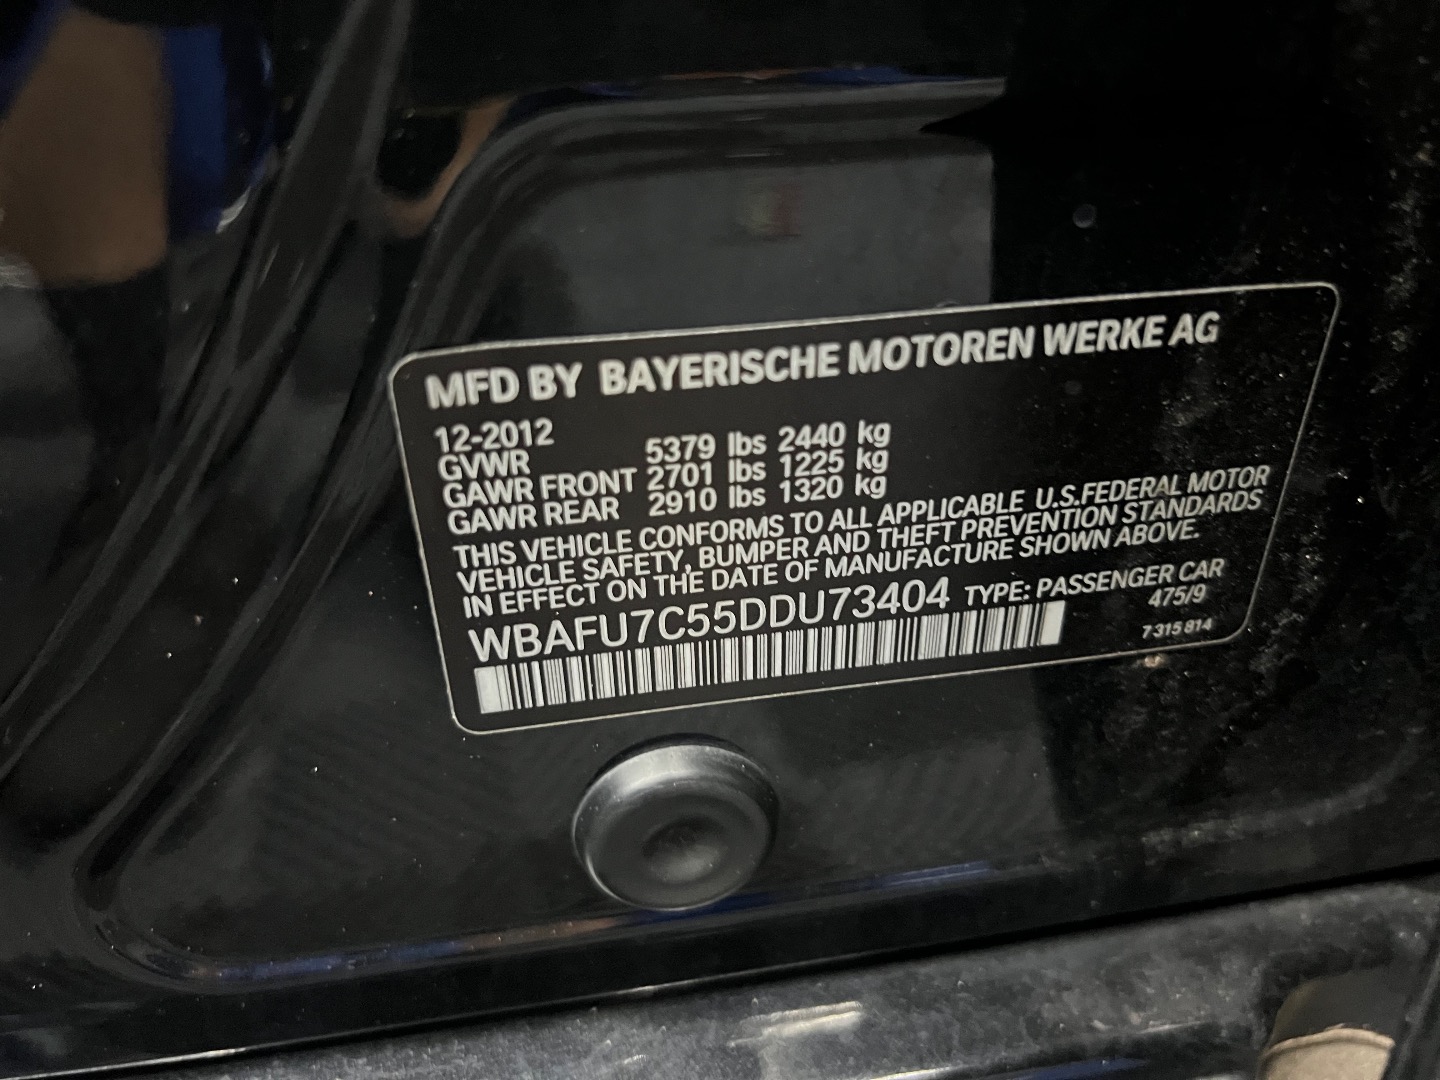 MFD BY BAYERISCHE MOTOREN WERKE AG
12-2012
GVWR 5379 lbs 2440 kg
GAWR FRONT 2701 lbs 1225 kg
GAWR REAR 2910 lbs 1320 kg
THIS VEHICLE CONFORMS TO ALL APPLICABLE U.S.FEDERAL MOTOR
VEHICLE SAFETY, BUMPER AND THEFT PREVENTION STANDARDS
IN EFFECT ON THE DATE OF MANUFACTURE SHOWN ABOVE.
WBAFU7C55DDU73404 TYPE: PASSENGER CAR
475/9
7 315 814